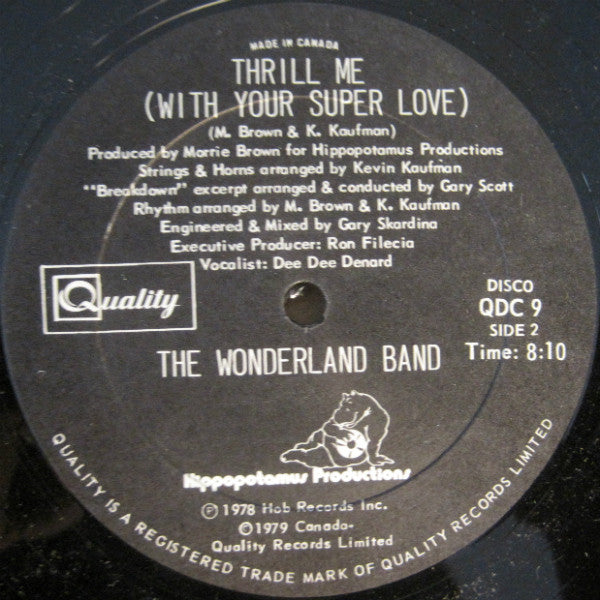 MADE IN CANADA
THRILL ME
(WITH YOUR SUPER LOVE)
(M. Brown & K. Kaufman)
Produced by Morrie Brown for Hippopotamus Productions
Strings & Horns arranged by Kevin Kaufman
""Breakdown"" excerpt arranged & conducted by Gary Scott
Rhythm arranged by M. Brown & K. Kaufman
Engineered & Mixed by Gary Skardina
Executive Producer: Ron Filecia
Vocalist: Dee Dee Denard
Quality
DISCO
QDC 9
SIDE 2
Time: 8:10
THE WONDERLAND BAND
Hippopotamus Productions
Ⓟ 1978 Hob Records Inc.
© 1979 Canada-
Quality Records Limited
QUALITY IS A REGISTERED TRADE MARK OF QUALITY RECORDS LIMITED